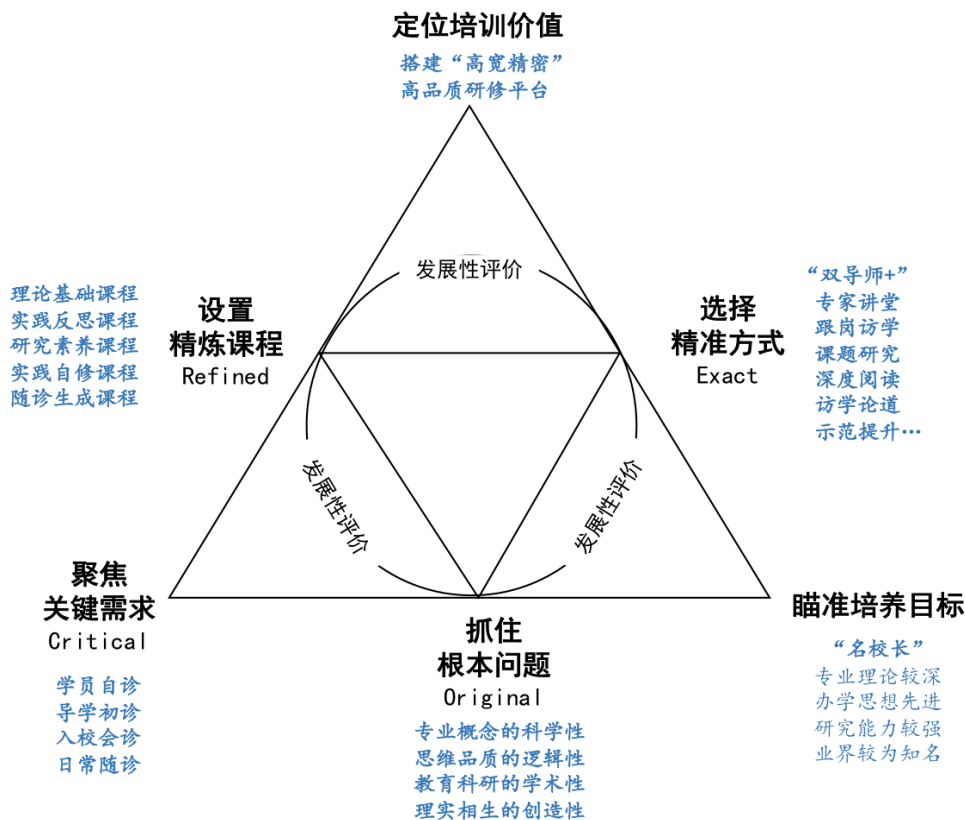 定位培训价值
搭建“高宽精密”
高品质研修平台
发展性评价
理论基础课程
实践反思课程
研究素养课程
实践自修课程
随诊生成课程
设置
精炼课程
Refined
选择
精准方式
Exact
“双导师+”
专家讲堂
跟岗访学
课题研究
深度阅读
访学论道
示范提升…
发展性评价
发展性评价
聚焦
关键需求
Critical
学员自诊
导学初诊
入校会诊
日常随诊
抓住
根本问题
Original
专业概念的科学性
思维品质的逻辑性
教育科研的学术性
理实相生的创造性
瞄准培养目标
“名校长”
专业理论较深
办学思想先进
研究能力较强
业界较为知名